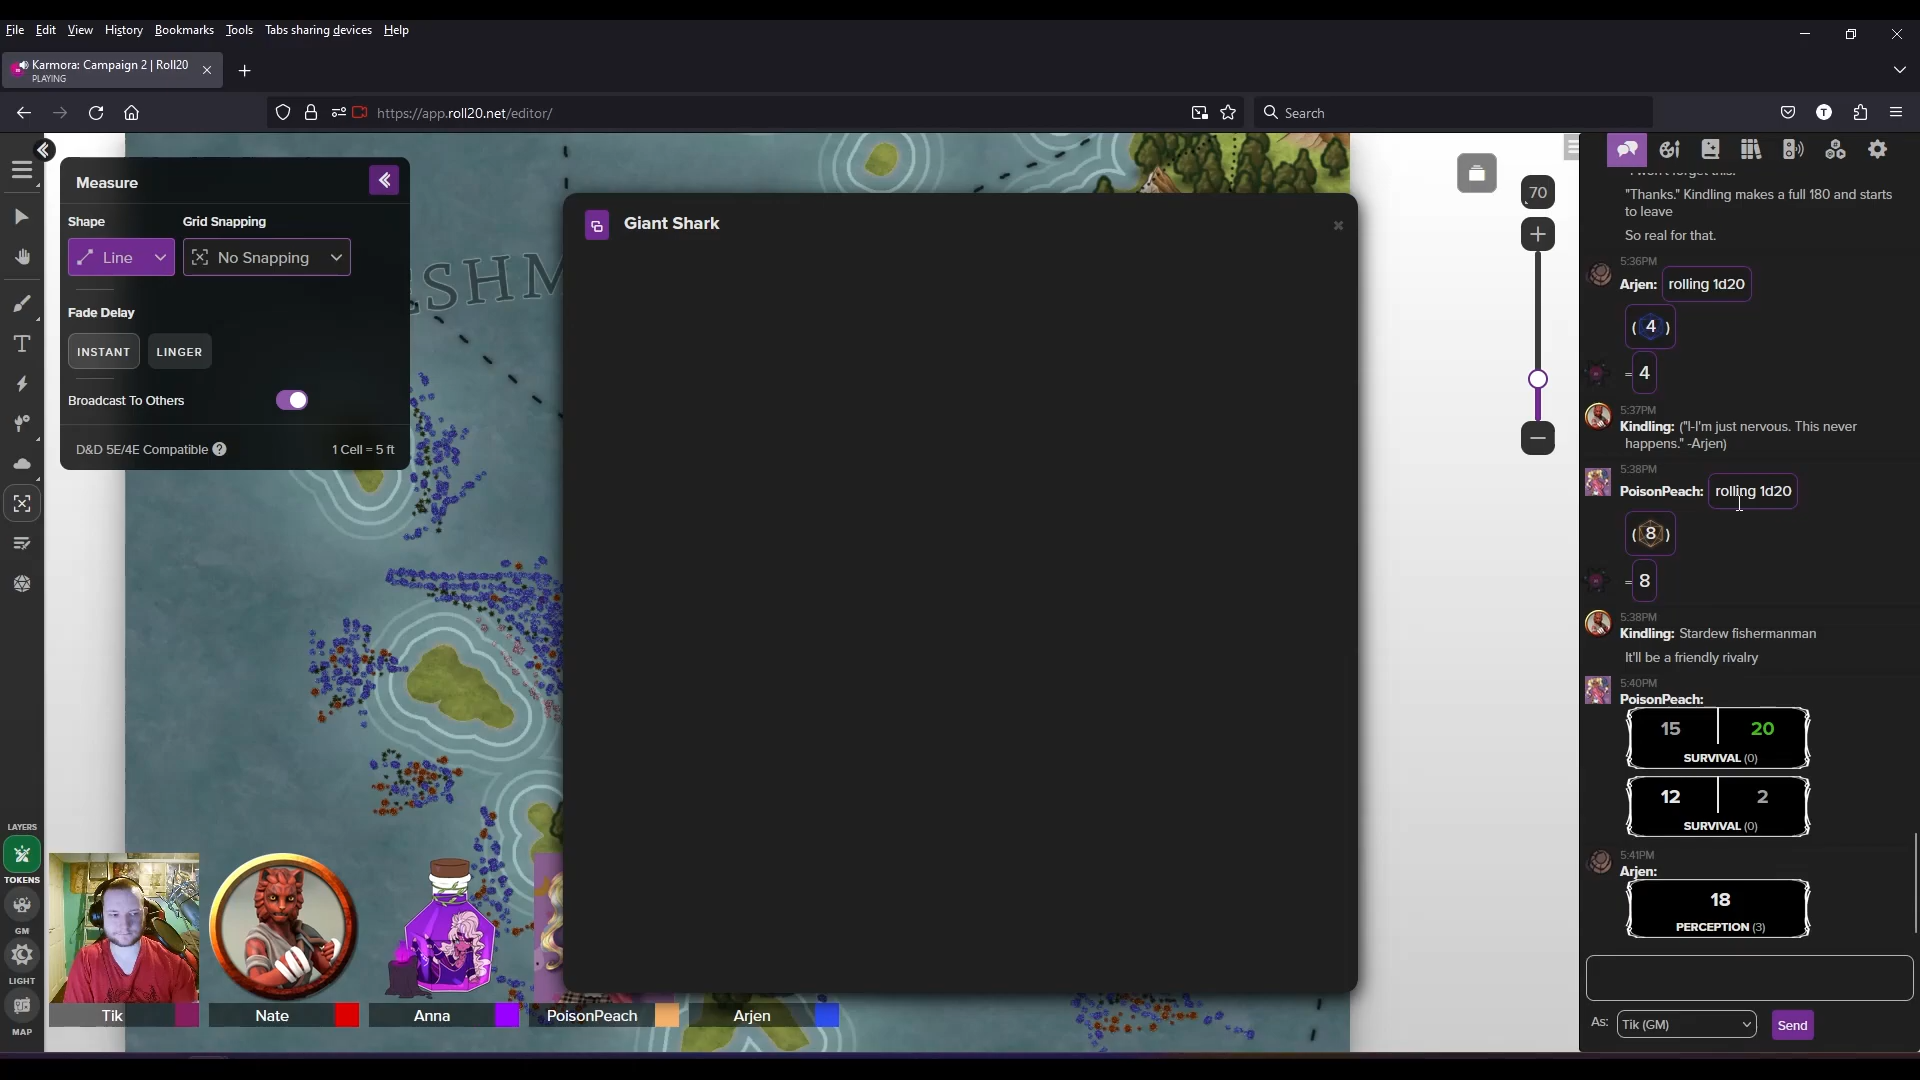 File Edit View History Bookmarks Tools Tabs sharing devices Help
Karmora: Campaign 2 | Roll20
PLAYING
https://app.roll20.net/editor/
Search
Measure
Shape
Grid Snapping
Line
No Snapping
Fade Delay
INSTANT
LINGER
Broadcast To Others
D&D 5E/4E Compatible ?
1 Cell = 5 ft
ESHM
Giant Shark
70
LAYERS
TOKENS
GM
LIGHT
MAP
Tik
Nate
Anna
PoisonPeach
Arjen
"Thanks." Kindling makes a full 180 and starts
to leave
So real for that.
5:36PM
Arjen: rolling 1d20
(4)
=4
5:37PM
Kindling: ("I-I'm just nervous. This never
happens." -Arjen)
5:38PM
PoisonPeach: rolling 1d20
(8)
=8
5:38PM
Kindling: Stardew fishermanman
It'll be a friendly rivalry
5:40PM
PoisonPeach:
15 20
SURVIVAL (0)
12 2
SURVIVAL (0)
5:41PM
Arjen:
18
PERCEPTION (3)
As: Tik (GM) Send